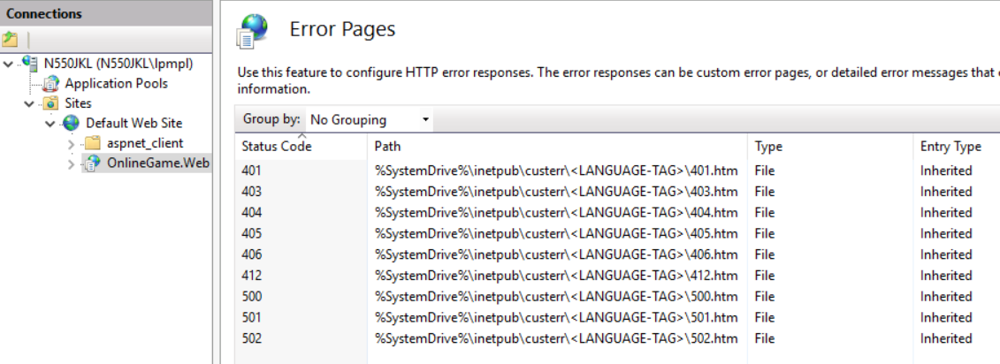 Connections
N550JKL (N550JKL\lpmpl)
Application Pools
Sites
Default Web Site
aspnet_client
OnlineGame.Web
Error Pages
Use this feature to configure HTTP error responses. The error responses can be custom error pages, or detailed error messages that
information.
Group by: No Grouping
Status Code Path Type Entry Type
401 %SystemDrive%\inetpub\custerr\<LANGUAGE-TAG>\401.htm File Inherited
403 %SystemDrive%\inetpub\custerr\<LANGUAGE-TAG>\403.htm File Inherited
404 %SystemDrive%\inetpub\custerr\<LANGUAGE-TAG>\404.htm File Inherited
405 %SystemDrive%\inetpub\custerr\<LANGUAGE-TAG>\405.htm File Inherited
406 %SystemDrive%\inetpub\custerr\<LANGUAGE-TAG>\406.htm File Inherited
412 %SystemDrive%\inetpub\custerr\<LANGUAGE-TAG>\412.htm File Inherited
500 %SystemDrive%\inetpub\custerr\<LANGUAGE-TAG>\500.htm File Inherited
501 %SystemDrive%\inetpub\custerr\<LANGUAGE-TAG>\501.htm File Inherited
502 %SystemDrive%\inetpub\custerr\<LANGUAGE-TAG>\502.htm File Inherited